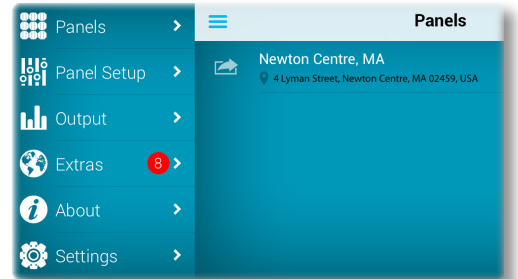 Panels
Panel Setup
Output
Extras 8
About
Settings
Panels
Newton Centre, MA
4 Lyman Street, Newton Centre, MA 02459, USA